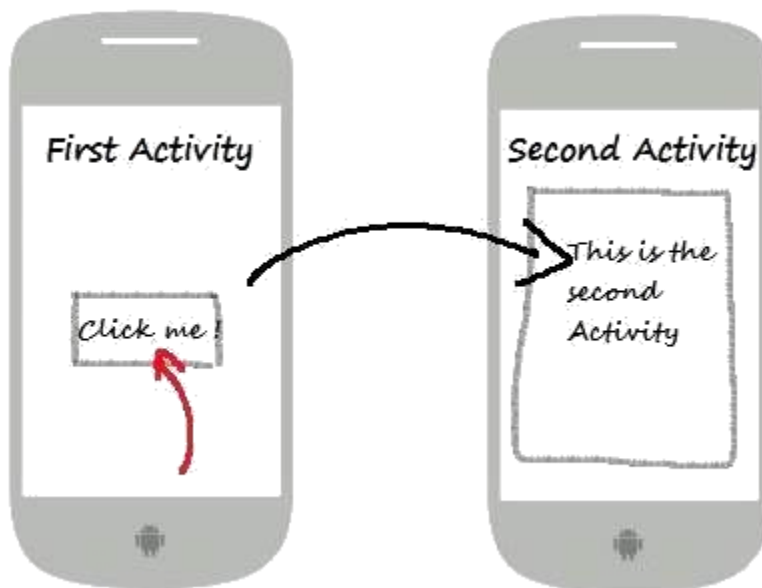 First Activity
Click me !
Second Activity
This is the
second
Activity